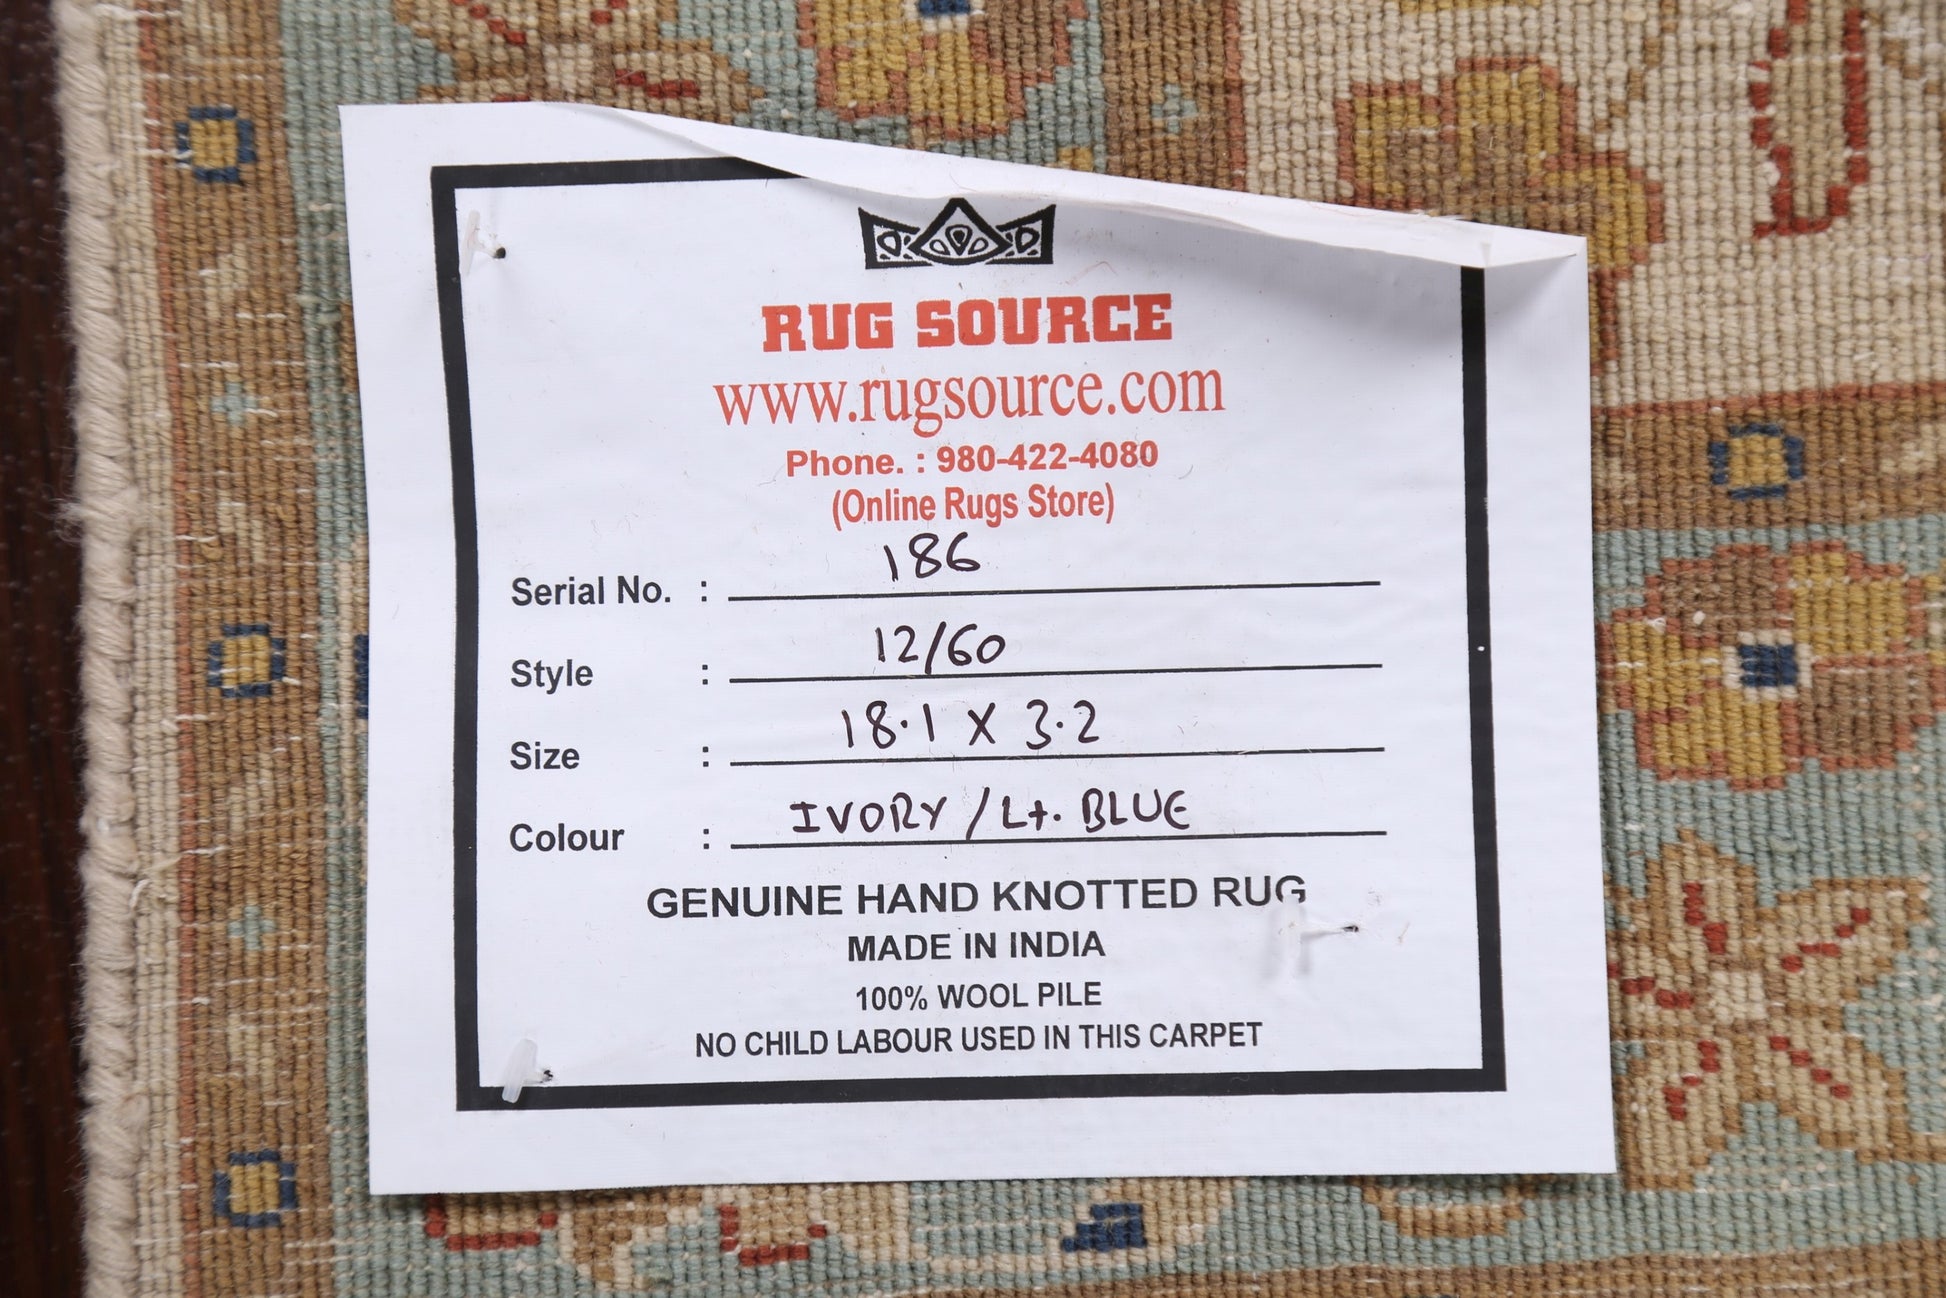 RUG SOURCE
www.rugsource.com
Phone. : 980-422-4080
(Online Rugs Store)
Serial No. : 186
Style : 12/60
Size : 18.1 X 3.2
Colour : IVORY / Lt. BLUE
GENUINE HAND KNOTTED RUG
MADE IN INDIA
100% WOOL PILE
NO CHILD LABOUR USED IN THIS CARPET